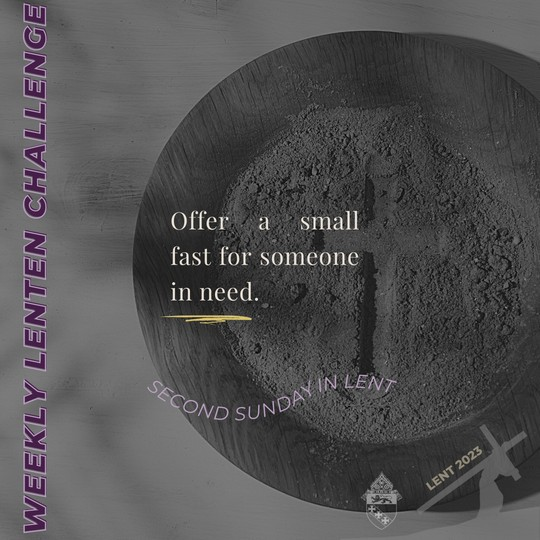 WEEKLY LENTEN CHALLENGE
Offer a small
fast for someone
in need.
SECOND SUNDAY IN LENT
LENT 2023